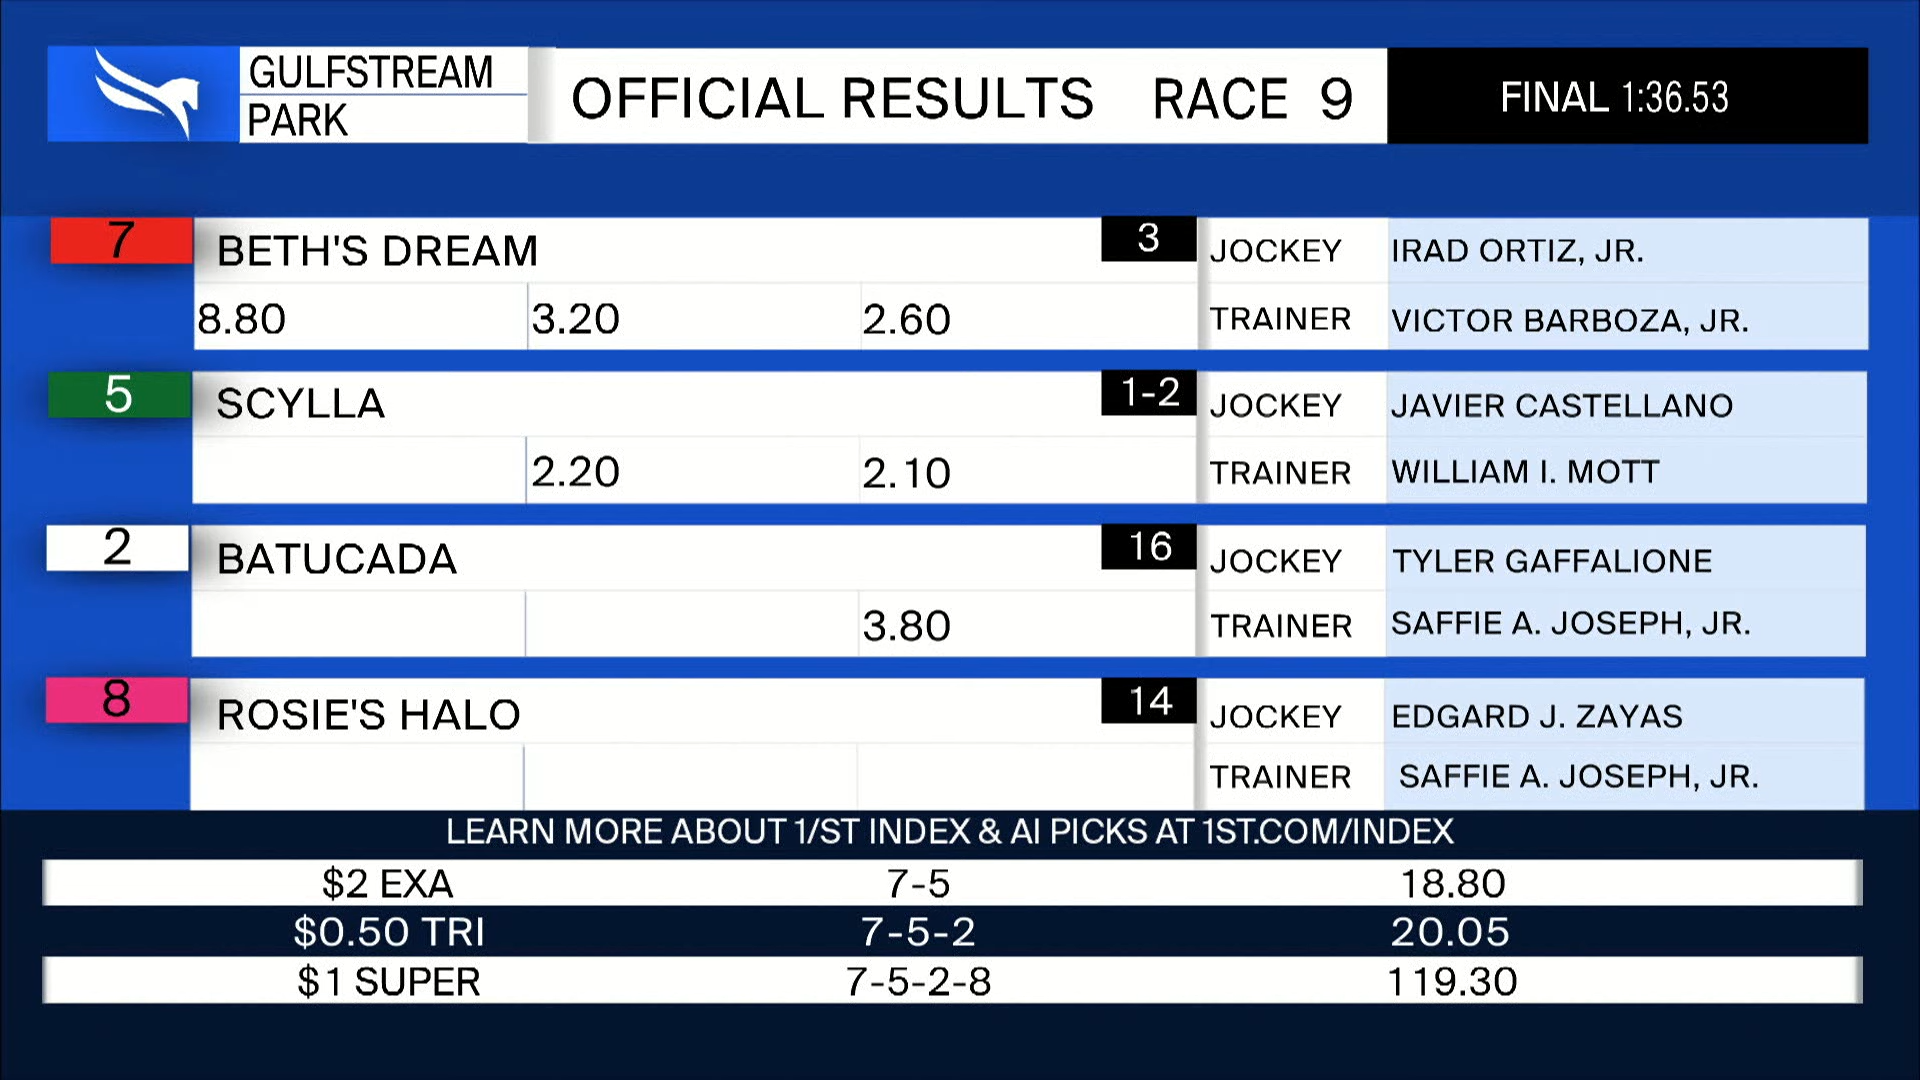 GULFSTREAM
PARK
OFFICIAL RESULTS RACE 9
FINAL 1:36.53
7 BETH'S DREAM 3 JOCKEY IRAD ORTIZ, JR.
8.80 3.20 2.60 TRAINER VICTOR BARBOZA, JR.
5 SCYLLA 1-2 JOCKEY JAVIER CASTELLANO
2.20 2.10 TRAINER WILLIAM I. MOTT
2 BATUCADA 16 JOCKEY TYLER GAFFALIONE
3.80 TRAINER SAFFIE A. JOSEPH, JR.
8 ROSIE'S HALO 14 JOCKEY EDGARD J. ZAYAS
TRAINER SAFFIE A. JOSEPH, JR.
LEARN MORE ABOUT 1/ST INDEX & AI PICKS AT 1ST.COM/INDEX
$2 EXA 7-5 18.80
$0.50 TRI 7-5-2 20.05
$1 SUPER 7-5-2-8 119.30